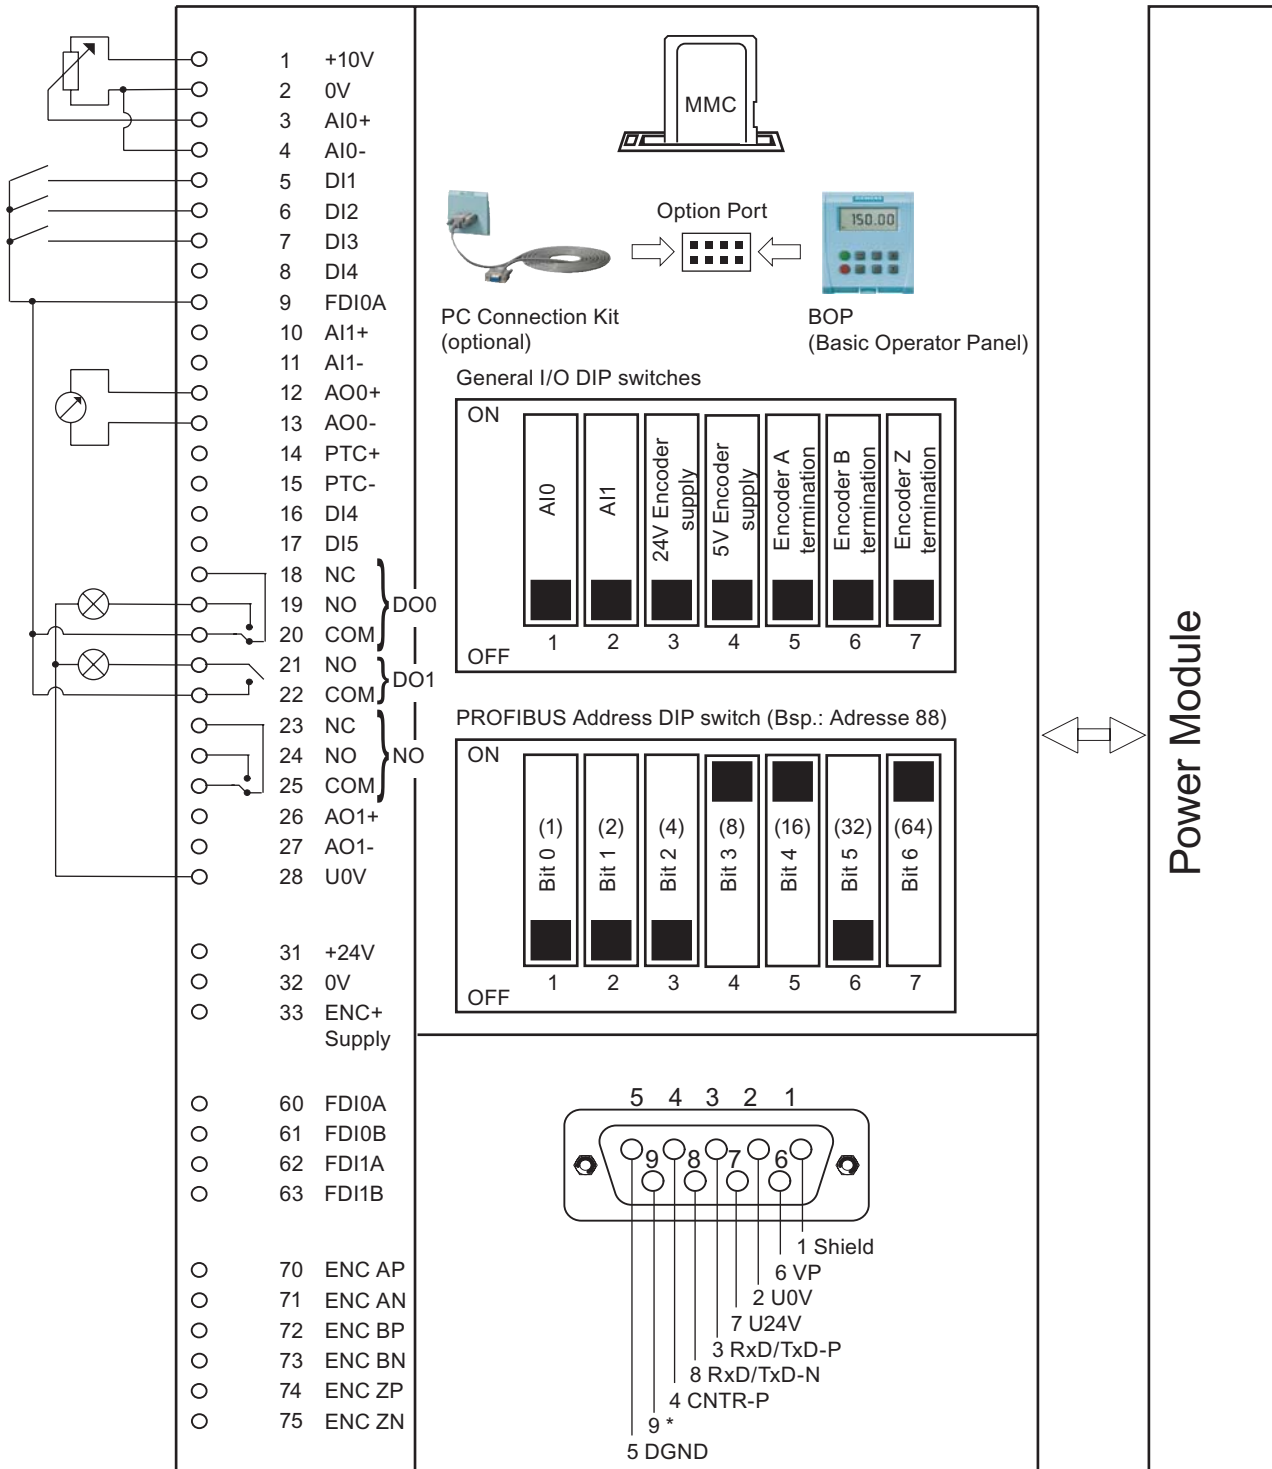 1 +10V
2 0V
3 AI0+
4 AI0-
5 DI1
6 DI2
7 DI3
8 DI4
9 FDI0A
10 AI1+
11 AI1-
12 AO0+
13 AO0-
14 PTC+
15 PTC-
16 DI4
17 DI5
18 NC
19 NO
20 COM
DO0
21 NO
22 COM
DO1
23 NC
24 NO
25 COM
NO
26 AO1+
27 AO1-
28 U0V
31 +24V
32 0V
33 ENC+
Supply
60 FDI0A
61 FDI0B
62 FDI1A
63 FDI1B
70 ENC AP
71 ENC AN
72 ENC BP
73 ENC BN
74 ENC ZP
75 ENC ZN
MMC
Option Port
SIEMENS
150.00
PC Connection Kit
(optional)
BOP
(Basic Operator Panel)
General I/O DIP switches
ON
AI0
AI1
24V Encoder
supply
5V Encoder
supply
Encoder A
termination
Encoder B
termination
Encoder Z
termination
1 2 3 4 5 6 7
OFF
PROFIBUS Address DIP switch (Bsp.: Adresse 88)
ON
(1) (2) (4) (8) (16) (32) (64)
Bit 0 Bit 1 Bit 2 Bit 3 Bit 4 Bit 5 Bit 6
1 2 3 4 5 6 7
OFF
5 4 3 2 1
9 8 7 6
1 Shield
6 VP
2 U0V
7 U24V
3 RxD/TxD-P
8 RxD/TxD-N
4 CNTR-P
9 *
5 DGND
Power Module